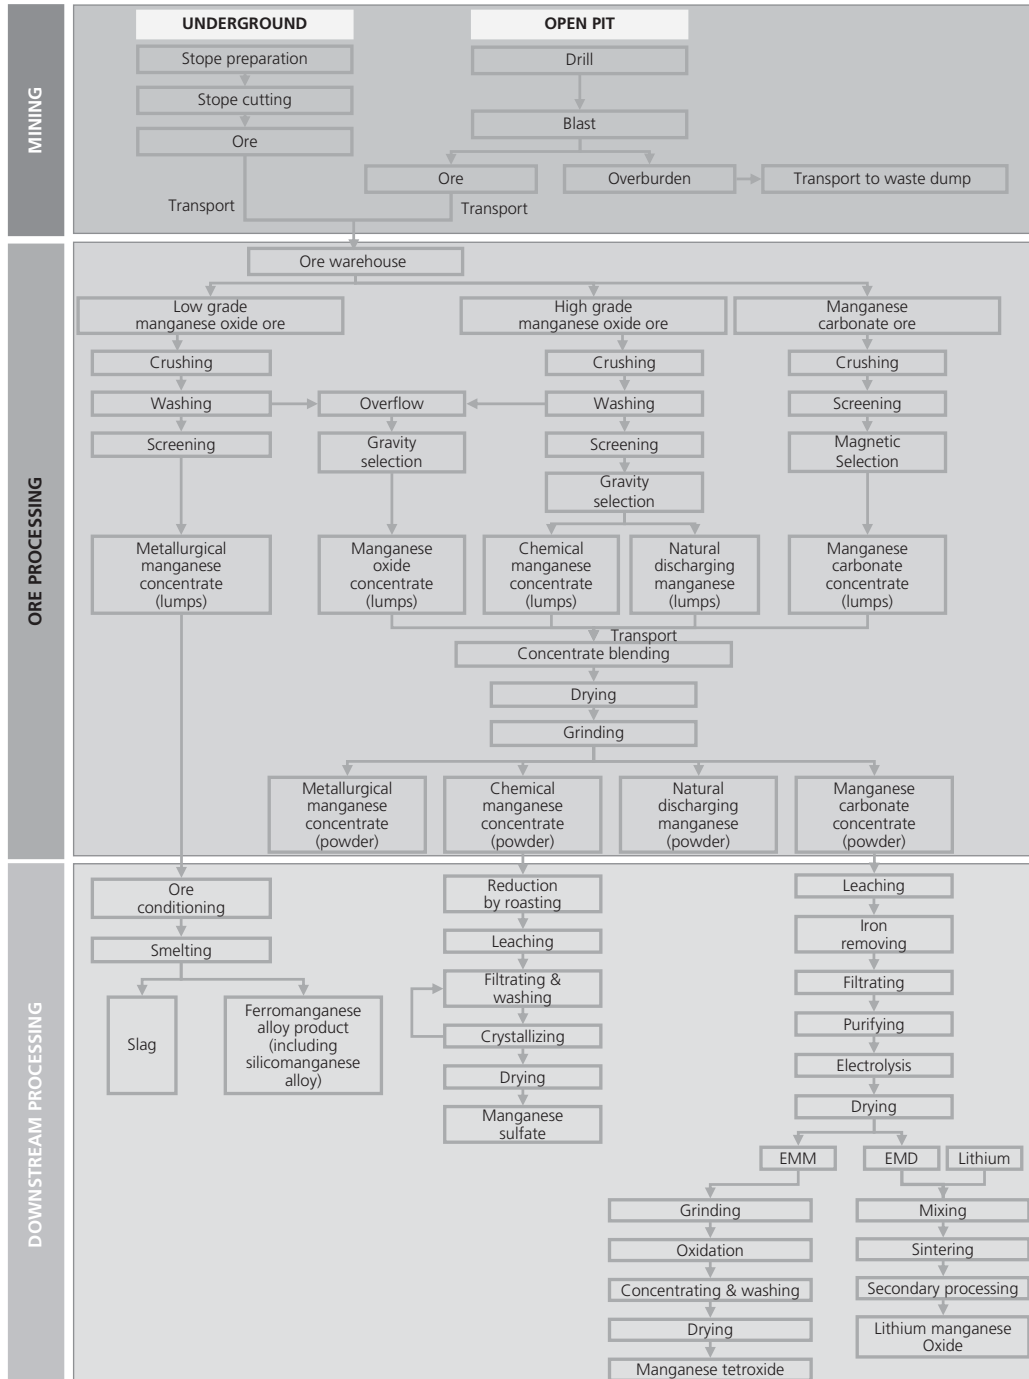 MINING
UNDERGROUND
Stope preparation
Stope cutting
Ore
Transport
OPEN PIT
Drill
Blast
Ore
Overburden
Transport to waste dump
Transport
ORE PROCESSING
Ore warehouse
Low grade
manganese oxide ore
High grade
manganese oxide ore
Manganese
carbonate ore
Crushing
Crushing
Crushing
Washing
Overflow
Washing
Screening
Screening
Gravity
selection
Screening
Magnetic
Selection
Gravity
selection
Metallurgical
manganese
concentrate
(lumps)
Manganese
oxide
concentrate
(lumps)
Chemical
manganese
concentrate
(lumps)
Natural
discharging
manganese
(lumps)
Manganese
carbonate
concentrate
(lumps)
Transport
Concentrate blending
Drying
Grinding
Metallurgical
manganese
concentrate
(powder)
Chemical
manganese
concentrate
(powder)
Natural
discharging
manganese
(powder)
Manganese
carbonate
concentrate
(powder)
DOWNSTREAM PROCESSING
Ore
conditioning
Smelting
Slag
Ferromanganese
alloy product
(including
silicomanganese
alloy)
Reduction
by roasting
Leaching
Filtrating &
washing
Crystallizing
Drying
Manganese
sulfate
Leaching
Iron
removing
Filtrating
Purifying
Electrolysis
Drying
EMM
EMD
Lithium
Grinding
Oxidation
Concentrating & washing
Drying
Manganese tetroxide
Mixing
Sintering
Secondary processing
Lithium manganese
Oxide